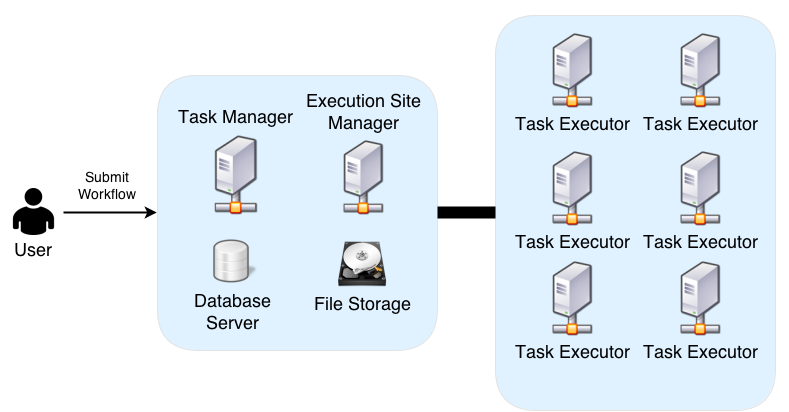 Task Manager
Execution Site
Manager
Submit
Workflow
User
Database
Server
File Storage
Task Executor
Task Executor
Task Executor
Task Executor
Task Executor
Task Executor